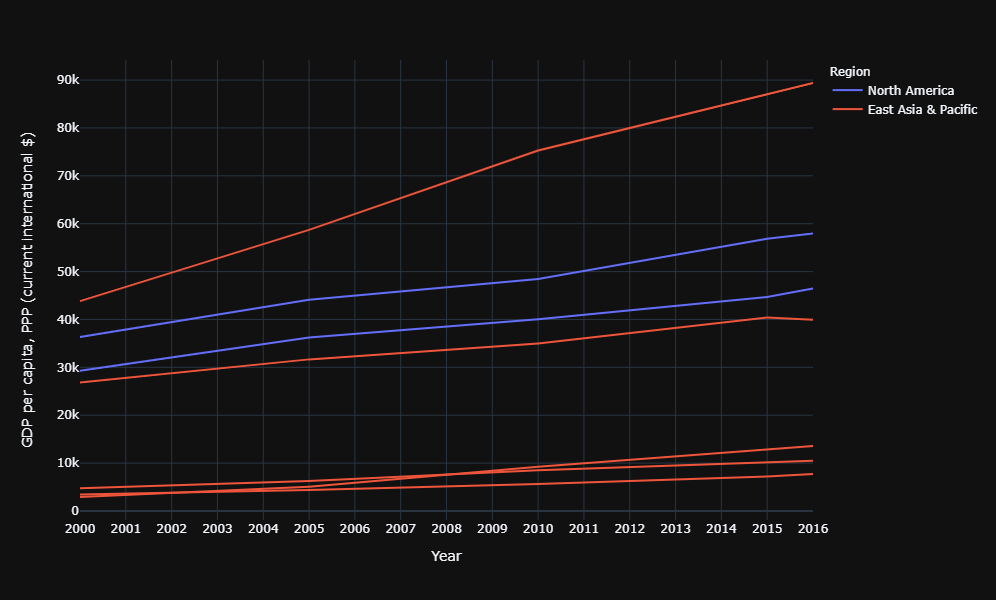 Region
North America
East Asia & Pacific
90k
80k
70k
60k
50k
40k
30k
20k
10k
0
GDP per capita, PPP (current international $)
2000 2001 2002 2003 2004 2005 2006 2007 2008 2009 2010 2011 2012 2013 2014 2015 2016
Year